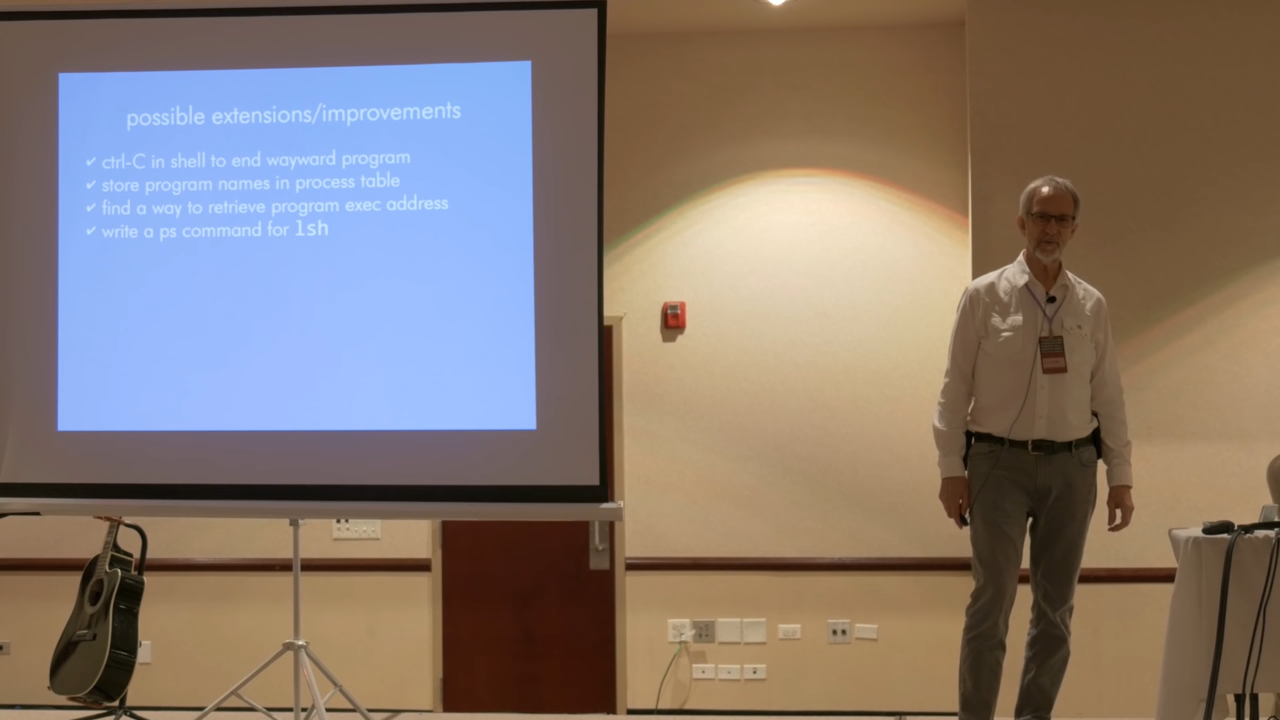 possible extensions/improvements
✔ ctrl-C in shell to end wayward program
✔ store program names in process table
✔ find a way to retrieve program exec address
✔ write a ps command for lsh